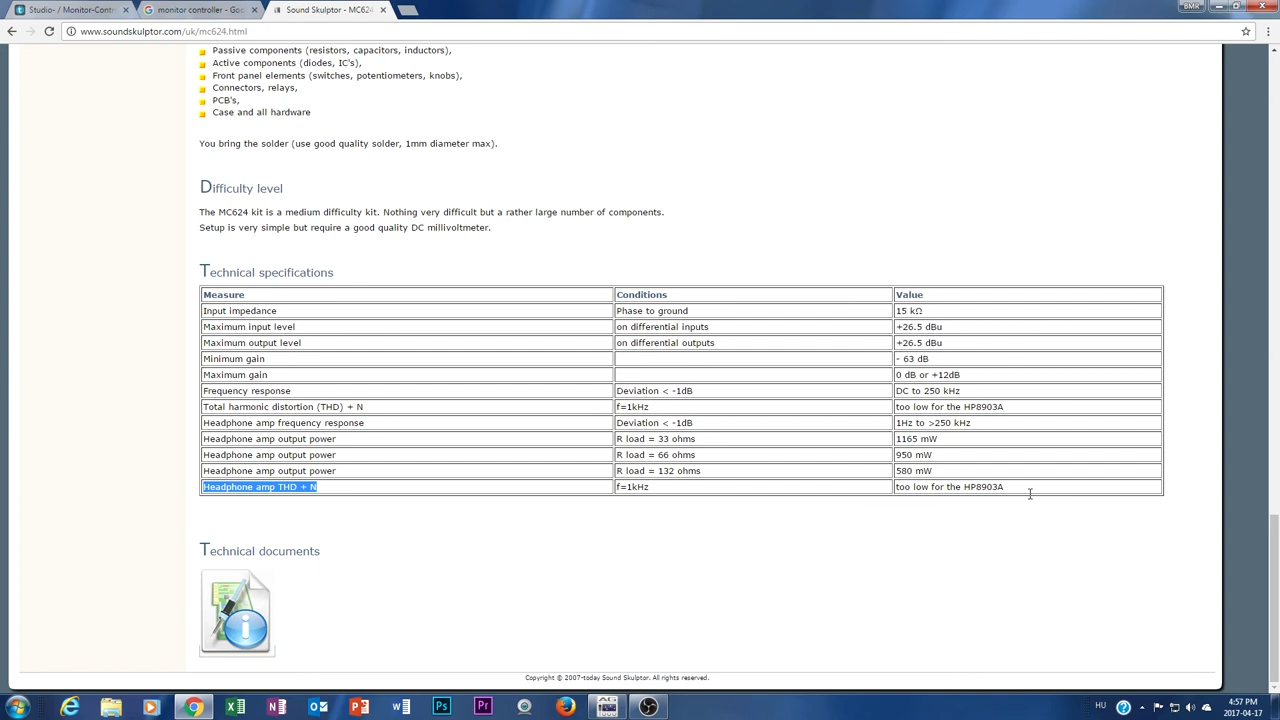 Studio- / Monitor-Contr
monitor controller - Goo
Sound Skulptor - MC624
BMR
www.soundskulptor.com/uk/mc624.html
Passive components (resistors, capacitors, inductors),
Active components (diodes, IC's),
Front panel elements (switches, potentiometers, knobs),
Connectors, relays,
PCB's,
Case and all hardware
You bring the solder (use good quality solder, 1mm diameter max).
Difficulty level
The MC624 kit is a medium difficulty kit. Nothing very difficult but a rather large number of components.
Setup is very simple but require a good quality DC millivoltmeter.
Technical specifications
Measure Conditions Value
Input impedance Phase to ground 15 kΩ
Maximum input level on differential inputs +26.5 dBu
Maximum output level on differential outputs +26.5 dBu
Minimum gain - 63 dB
Maximum gain 0 dB or +12dB
Frequency response Deviation < -1dB DC to 250 kHz
Total harmonic distortion (THD) + N f=1kHz too low for the HP8903A
Headphone amp frequency response Deviation < -1dB 1Hz to >250 kHz
Headphone amp output power R load = 33 ohms 1165 mW
Headphone amp output power R load = 66 ohms 950 mW
Headphone amp output power R load = 132 ohms 580 mW
Headphone amp THD + N f=1kHz too low for the HP8903A
Technical documents
Copyright © 2007-today Sound Skulptor. All rights reserved.
HU
4:57 PM
2017-04-17